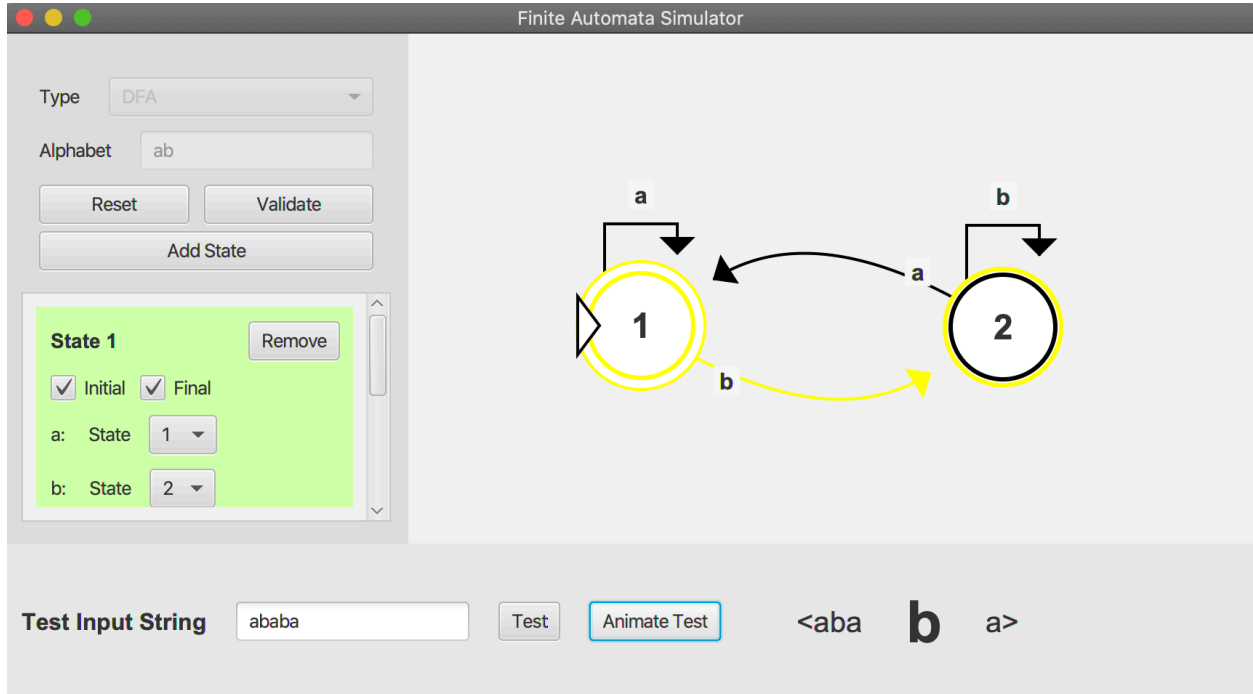 Finite Automata Simulator
Type DFA
Alphabet ab
Reset Validate
Add State
State 1 Remove
Initial Final
a: State 1
b: State 2
a
b
1
2
a
b
Test Input String ababa Test Animate Test <aba b a>